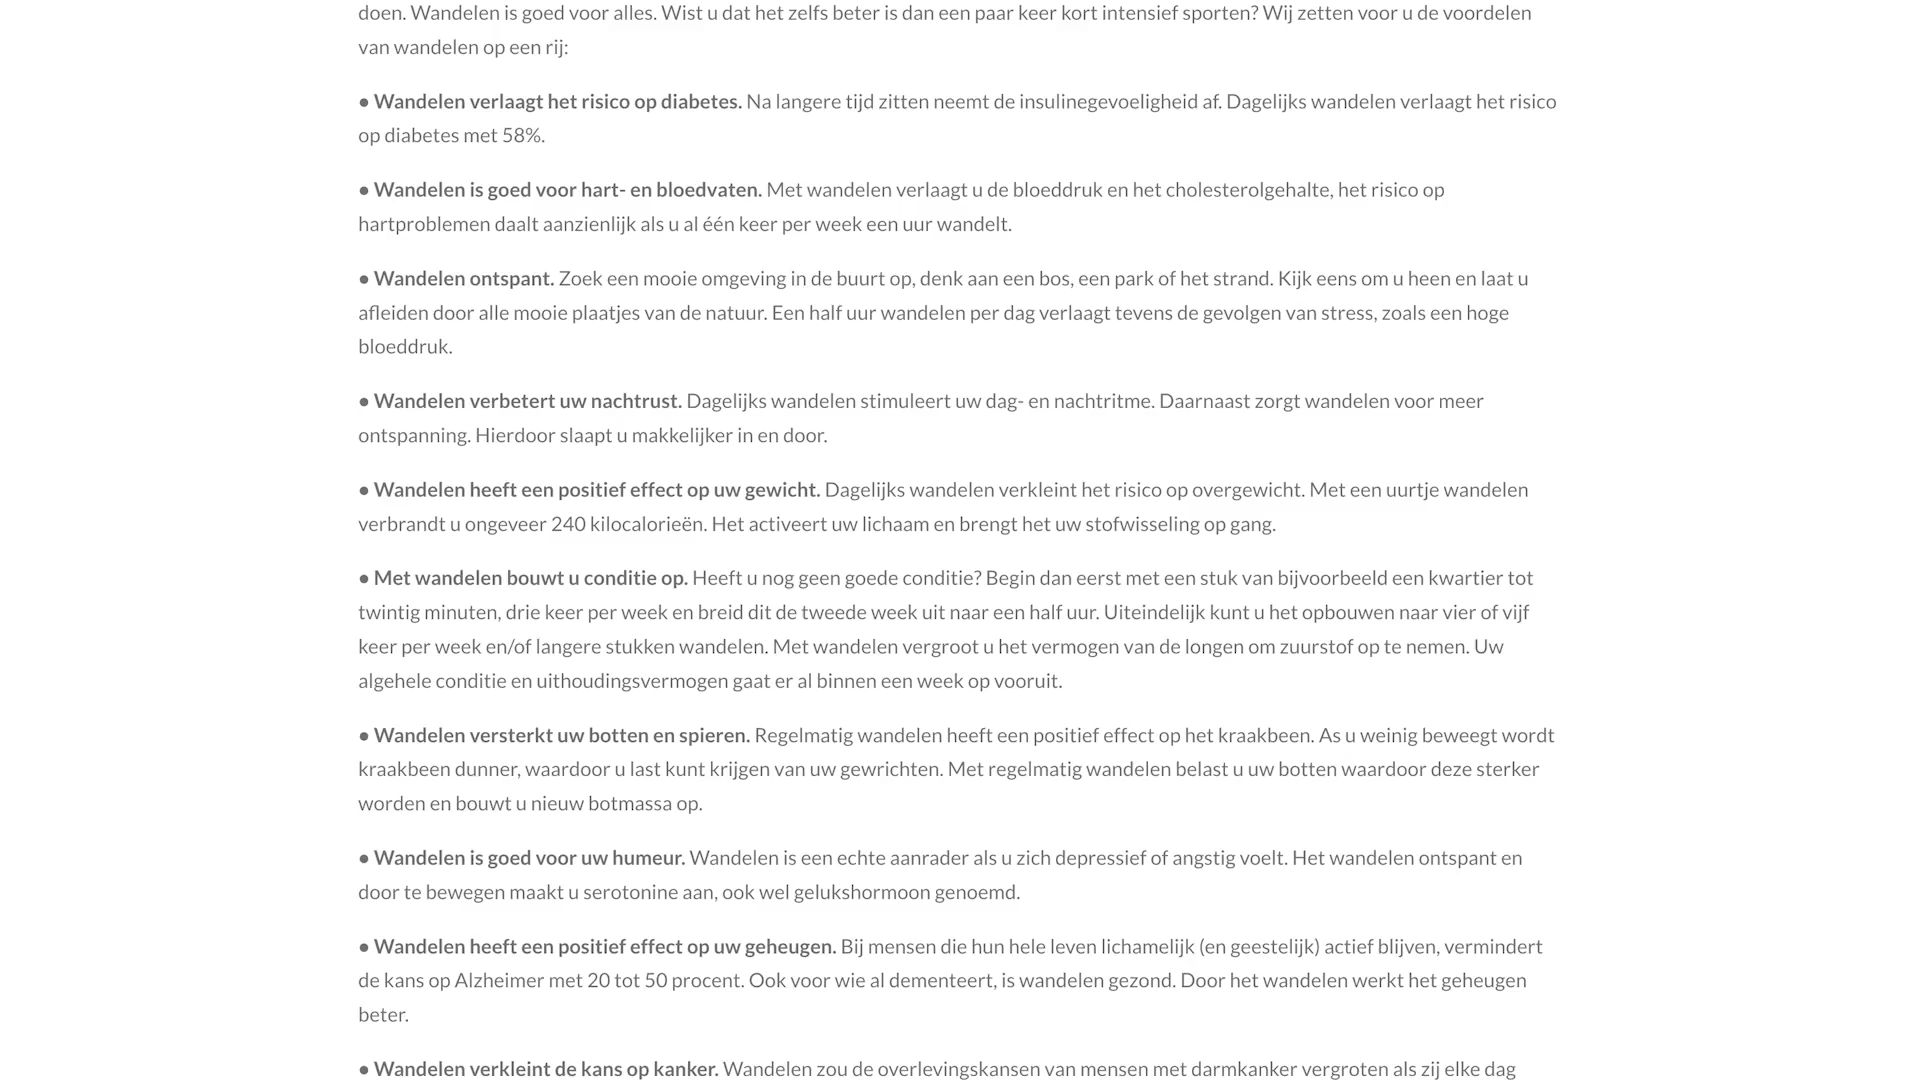 doen. Wandelen is goed voor alles. Wist u dat het zelfs beter is dan een paar keer kort intensief sporten? Wij zetten voor u de voordelen
van wandelen op een rij:
● Wandelen verlaagt het risico op diabetes. Na langere tijd zitten neemt de insulinegevoeligheid af. Dagelijks wandelen verlaagt het risico
op diabetes met 58%.
● Wandelen is goed voor hart- en bloedvaten. Met wandelen verlaagt u de bloeddruk en het cholesterolgehalte, het risico op
hartproblemen daalt aanzienlijk als u al één keer per week een uur wandelt.
● Wandelen ontspant. Zoek een mooie omgeving in de buurt op, denk aan een bos, een park of het strand. Kijk eens om u heen en laat u
afleiden door alle mooie plaatjes van de natuur. Een half uur wandelen per dag verlaagt tevens de gevolgen van stress, zoals een hoge
bloeddruk.
● Wandelen verbetert uw nachtrust. Dagelijks wandelen stimuleert uw dag- en nachtritme. Daarnaast zorgt wandelen voor meer
ontspanning. Hierdoor slaapt u makkelijker in en door.
● Wandelen heeft een positief effect op uw gewicht. Dagelijks wandelen verkleint het risico op overgewicht. Met een uurtje wandelen
verbrandt u ongeveer 240 kilocalorieën. Het activeert uw lichaam en brengt het uw stofwisseling op gang.
● Met wandelen bouwt u conditie op. Heeft u nog geen goede conditie? Begin dan eerst met een stuk van bijvoorbeeld een kwartier tot
twintig minuten, drie keer per week en breid dit de tweede week uit naar een half uur. Uiteindelijk kunt u het opbouwen naar vier of vijf
keer per week en/of langere stukken wandelen. Met wandelen vergroot u het vermogen van de longen om zuurstof op te nemen. Uw
algehele conditie en uithoudingsvermogen gaat er al binnen een week op vooruit.
● Wandelen versterkt uw botten en spieren. Regelmatig wandelen heeft een positief effect op het kraakbeen. As u weinig beweegt wordt
kraakbeen dunner, waardoor u last kunt krijgen van uw gewrichten. Met regelmatig wandelen belast u uw botten waardoor deze sterker
worden en bouwt u nieuw botmassa op.
● Wandelen is goed voor uw humeur. Wandelen is een echte aanrader als u zich depressief of angstig voelt. Het wandelen ontspant en
door te bewegen maakt u serotonine aan, ook wel gelukshormoon genoemd.
● Wandelen heeft een positief effect op uw geheugen. Bij mensen die hun hele leven lichamelijk (en geestelijk) actief blijven, vermindert
de kans op Alzheimer met 20 tot 50 procent. Ook voor wie al dementeert, is wandelen gezond. Door het wandelen werkt het geheugen
beter.
● Wandelen verkleint de kans op kanker. Wandelen zou de overlevingskansen van mensen met darmkanker vergroten als zij elke dag